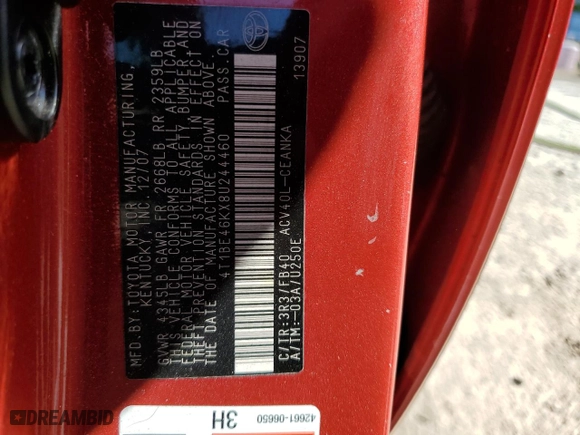 MFD.BY:TOYOTA MOTOR MANUFACTURING,
KENTUCKY, INC. 12/07
GVWR 4345LB GAWR FR 2668LB RR 2359LB
THIS VEHICLE CONFORMS TO ALL APPLICABLE
FEDERAL MOTOR VEHICLE SAFETY, BUMPER, AND
THEFT PREVENTION STANDARDS IN EFFECT ON
THE DATE OF MANUFACTURE SHOWN ABOVE.
4T1BE46KX8U244460 PASS.CAR
C/TR:3R3/FB40 ACV40L-CEANKA
A/TM:-03A/U250E
13907
42661-06650
3H
AUTOBIDMASTER
DREAMBID